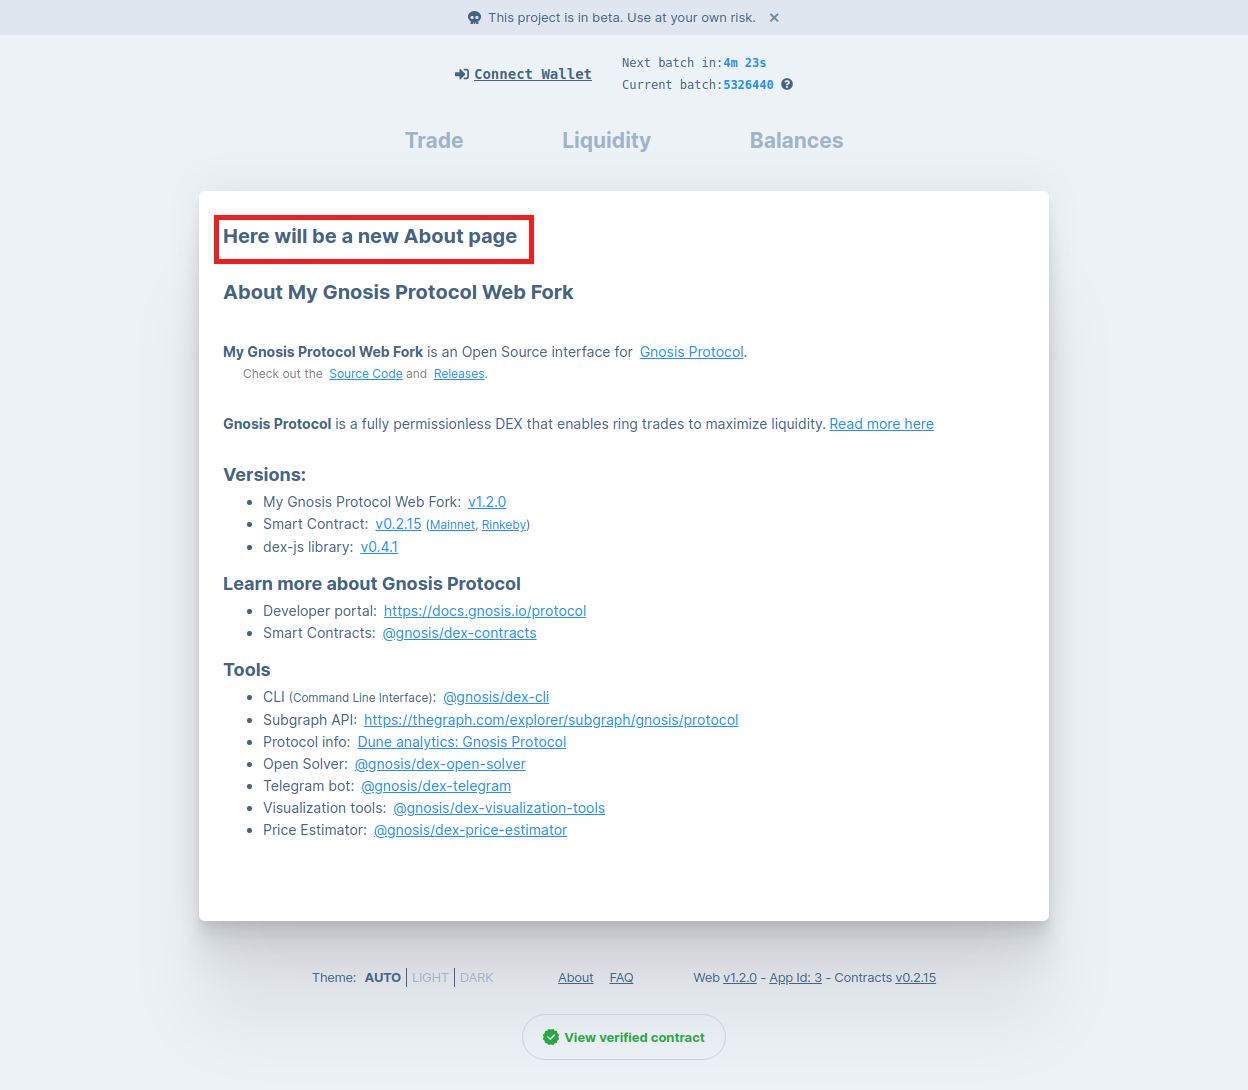 This project is in beta. Use at your own risk. ✕
Connect Wallet
Next batch in:4m 23s
Current batch:5326440
Trade Liquidity Balances
Here will be a new About page
About My Gnosis Protocol Web Fork
My Gnosis Protocol Web Fork is an Open Source interface for Gnosis Protocol.
Check out the Source Code and Releases.
Gnosis Protocol is a fully permissionless DEX that enables ring trades to maximize liquidity. Read more here
Versions:
• My Gnosis Protocol Web Fork: v1.2.0
• Smart Contract: v0.2.15 (Mainnet, Rinkeby)
• dex-js library: v0.4.1
Learn more about Gnosis Protocol
• Developer portal: https://docs.gnosis.io/protocol
• Smart Contracts: @gnosis/dex-contracts
Tools
• CLI (Command Line Interface): @gnosis/dex-cli
• Subgraph API: https://thegraph.com/explorer/subgraph/gnosis/protocol
• Protocol info: Dune analytics: Gnosis Protocol
• Open Solver: @gnosis/dex-open-solver
• Telegram bot: @gnosis/dex-telegram
• Visualization tools: @gnosis/dex-visualization-tools
• Price Estimator: @gnosis/dex-price-estimator
Theme: AUTO LIGHT DARK About FAQ Web v1.2.0 - App Id: 3 - Contracts v0.2.15
View verified contract